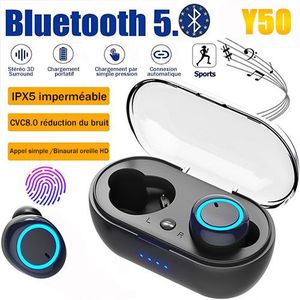 Bluetooth 5.
Y50
Stéréo 3D
Surround
Chargement
portatif
Chargement par
simple pression
Connexion
automatique
Sports
IPX5 imperméable
CVC8.0 réduction du bruit
Appel simple /Binaural oreille HD
L
R